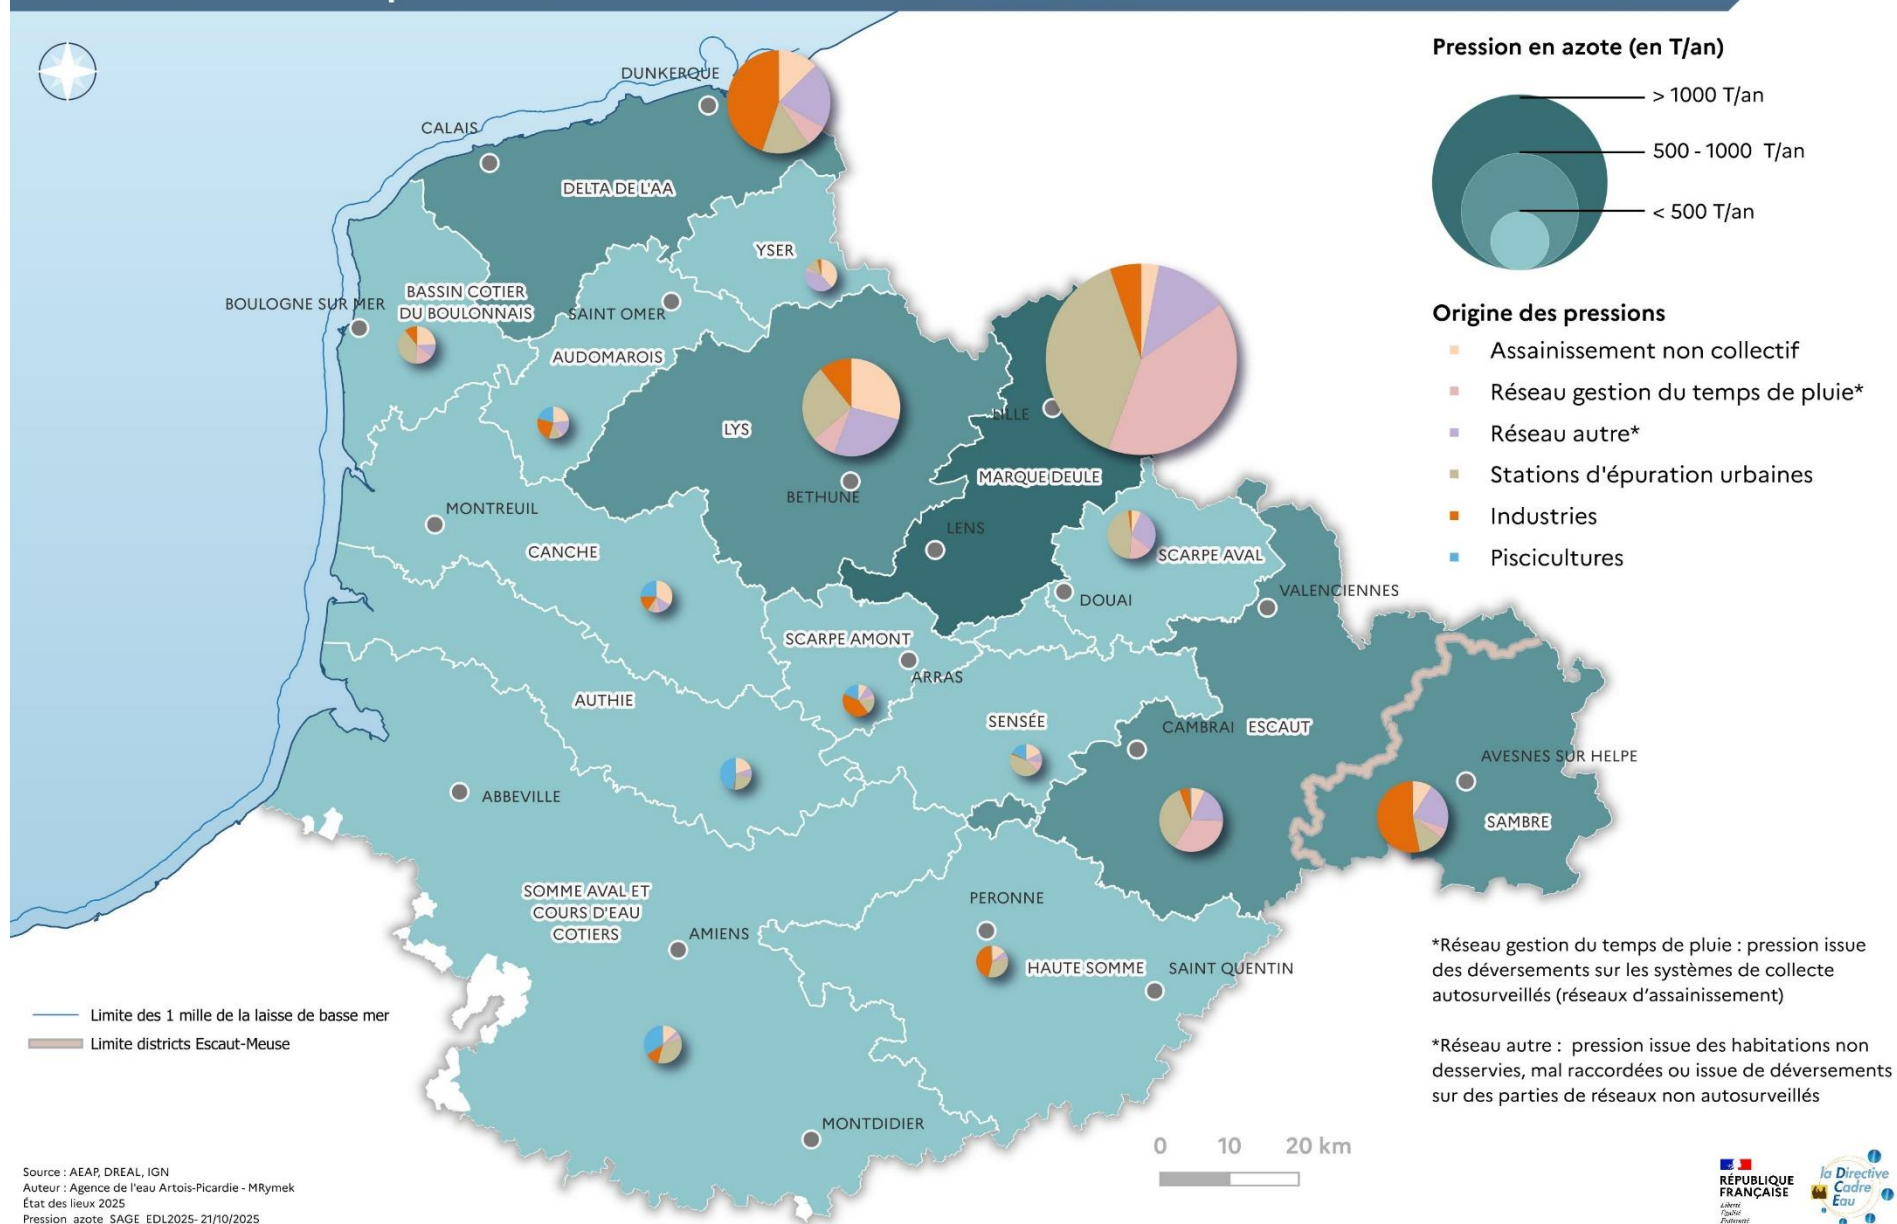 Pression en azote (en T/an)
> 1000 T/an
500 - 1000 T/an
< 500 T/an
Origine des pressions
Assainissement non collectif
Réseau gestion du temps de pluie*
Réseau autre*
Stations d'épuration urbaines
Industries
Piscicultures
DUNKERQUE
CALAIS
DELTA DE L'AA
YSER
BOULOGNE SUR MER
BASSIN COTIER
DU BOULONNAIS
SAINT OMER
AUDOMAROIS
LYS
LILLE
MARQUE DEULE
BETHUNE
MONTREUIL
LENS
CANCHE
SCARPE AVAL
DOUAI
VALENCIENNES
SCARPE AMONT
ARRAS
AUTHIE
SENSÉE
CAMBRAI
ESCAUT
AVESNES SUR HELPE
ABBEVILLE
SAMBRE
SOMME AVAL ET
COURS D'EAU
COTIERS
PERONNE
AMIENS
HAUTE SOMME
SAINT QUENTIN
MONTDIDIER
*Réseau gestion du temps de pluie : pression issue
des déversements sur les systèmes de collecte
autosurveillés (réseaux d'assainissement)
*Réseau autre : pression issue des habitations non
desservies, mal raccordées ou issue de déversements
sur des parties de réseaux non autosurveillés
Limite des 1 mille de la laisse de basse mer
Limite districts Escaut-Meuse
0 10 20 km
Source : AEAP, DREAL, IGN
Auteur : Agence de l'eau Artois-Picardie - MRymek
État des lieux 2025
Pression_azote_SAGE_EDL2025- 21/10/2025
RÉPUBLIQUE
FRANÇAISE
Liberté
Égalité
Fraternité
la Directive
Cadre
Eau